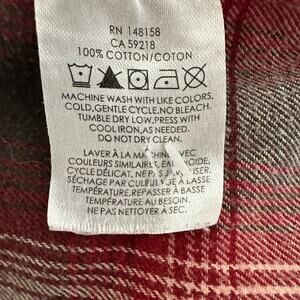 RN 148158
CA 59218
100% COTTON/COTON
MACHINE WASH WITH LIKE COLORS,
COLD,GENTLE CYCLE.NO BLEACH.
TUMBLE DRY LOW.PRESS WITH
COOL IRON,AS NEEDED.
DO NOT DRY CLEAN.
LAVER À LA MACHINE AVEC
COULEURS SIMILAIRES, EAU FROIDE,
CYCLE DÉLICAT. NE PAS JAVELLISER.
SÉCHAGE PAR CULBUTAGE À BASSE
TEMPÉRATURE.REPASSER À BASSE
TEMPÉRATURE, AU BESOIN.
NE PAS NETTOYER À SEC.